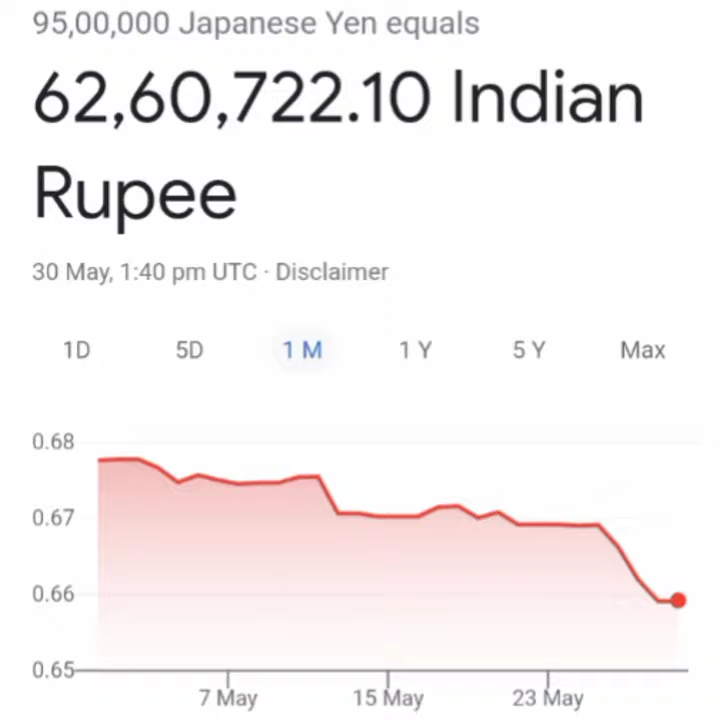 95,00,000 Japanese Yen equals
62,60,722.10 Indian
Rupee
30 May, 1:40 pm UTC · Disclaimer
1D 5D 1 M 1 Y 5 Y Max
0.68
0.67
0.66
0.65
7 May 15 May 23 May